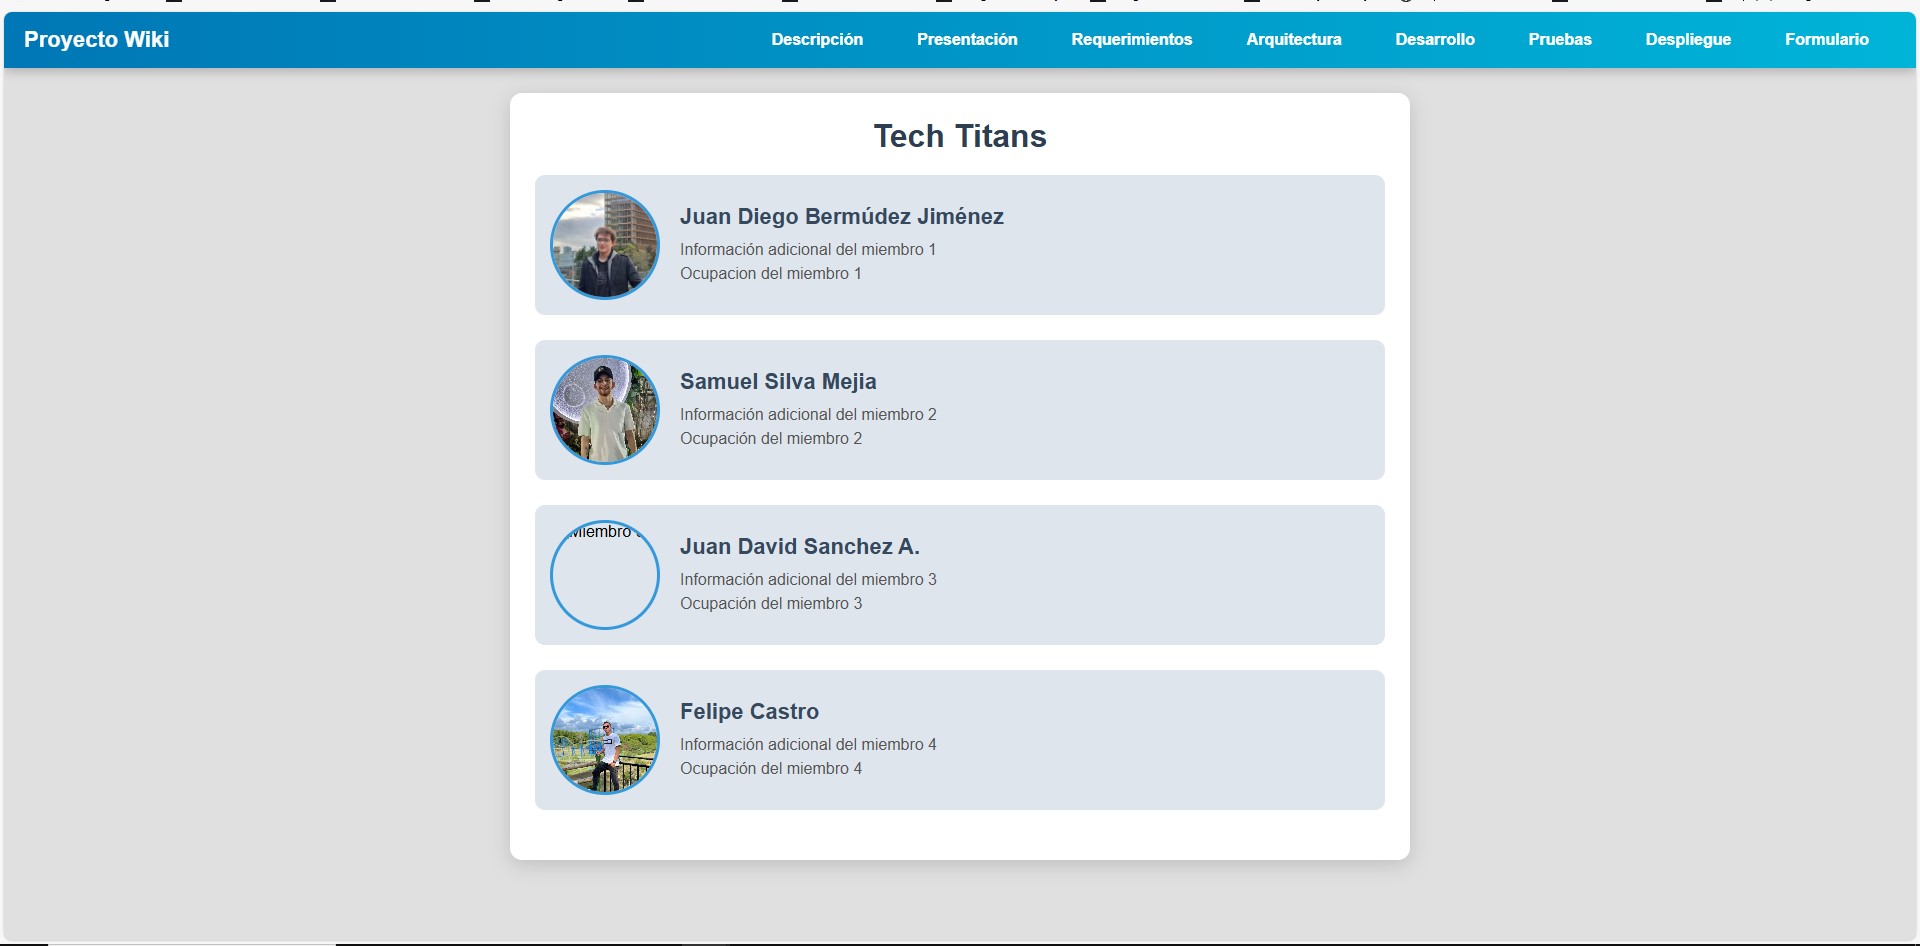 Proyecto Wiki
Descripción Presentación Requerimientos Arquitectura Desarrollo Pruebas Despliegue Formulario
Tech Titans
Juan Diego Bermúdez Jiménez
Información adicional del miembro 1
Ocupacion del miembro 1
Samuel Silva Mejia
Información adicional del miembro 2
Ocupación del miembro 2
Miembro
Juan David Sanchez A.
Información adicional del miembro 3
Ocupación del miembro 3
Felipe Castro
Información adicional del miembro 4
Ocupación del miembro 4